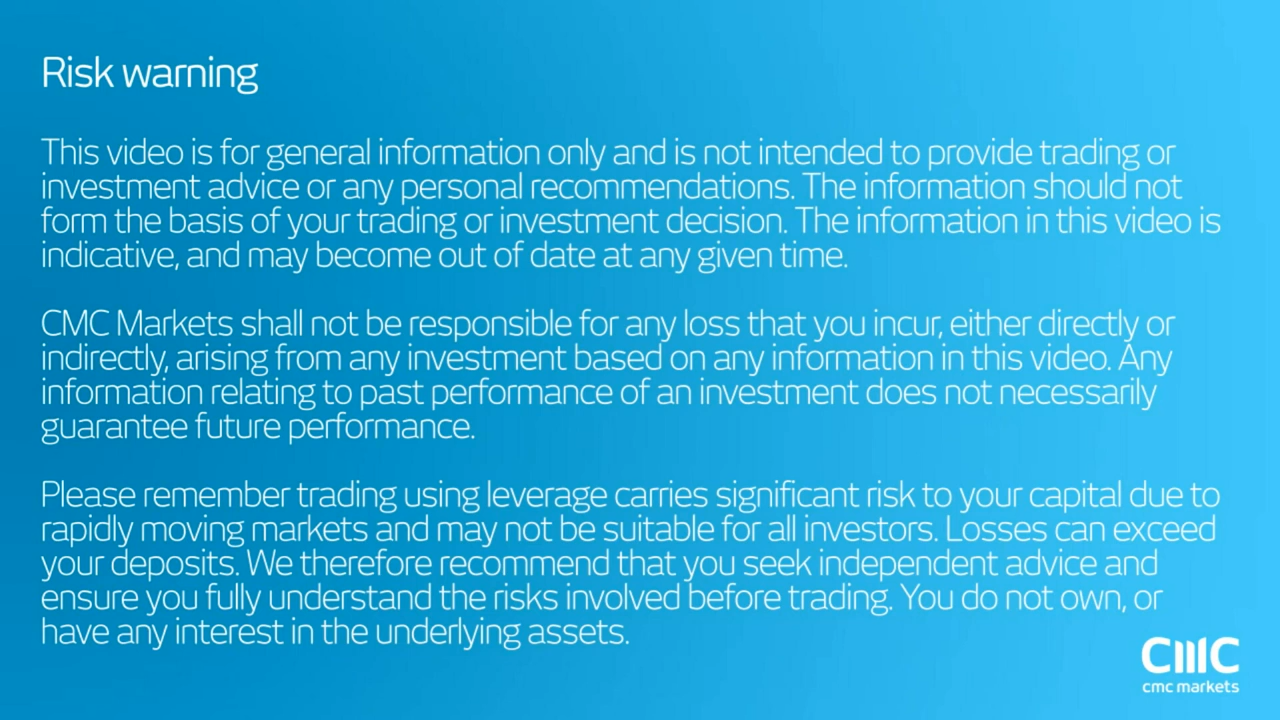 Risk warning
This video is for general information only and is not intended to provide trading or
investment advice or any personal recommendations. The information should not
form the basis of your trading or investment decision. The information in this video is
indicative, and may become out of date at any given time.
CMC Markets shall not be responsible for any loss that you incur, either directly or
indirectly, arising from any investment based on any information in this video. Any
information relating to past performance of an investment does not necessarily
guarantee future performance.
Please remember trading using leverage carries significant risk to your capital due to
rapidly moving markets and may not be suitable for all investors. Losses can exceed
your deposits. We therefore recommend that you seek independent advice and
ensure you fully understand the risks involved before trading. You do not own, or
have any interest in the underlying assets.
CMC
cmc markets